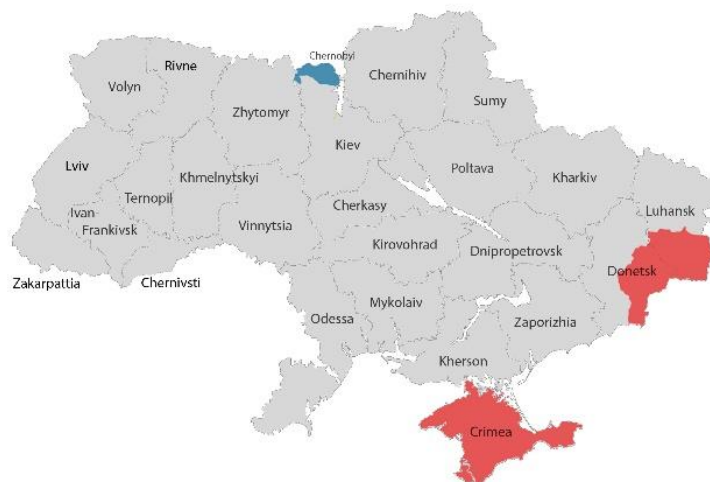 Chernobyl
Rivne
Volyn
Chernihiv
Sumy
Zhytomyr
Kiev
Lviv
Poltava
Kharkiv
Khmelnytskyi
Ternopil
Cherkasy
Luhansk
Ivan-
Frankivsk
Vinnytsia
Kirovohrad
Dnipropetrovsk
Donetsk
Zakarpattia
Chernivsti
Mykolaiv
Odessa
Zaporizhia
Kherson
Crimea